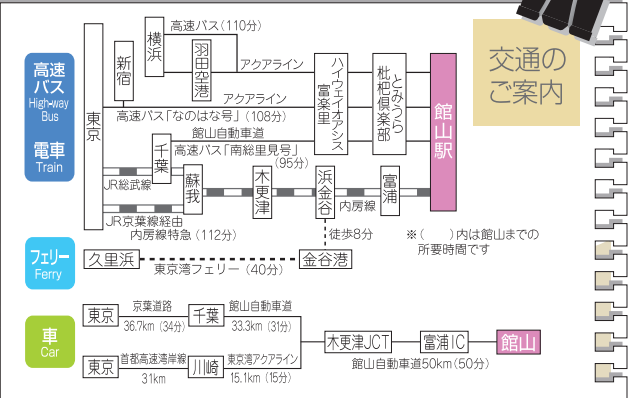 交通の
ご案内
高速
バス
High-way
Bus
電車
Train
東京
新宿
横浜
高速バス(110分)
羽田空港
アクアライン
アクアライン
高速バス「なのはな号」(108分)
館山自動車道
高速バス「南総里見号」
(95分)
千葉
JR総武線
蘇我
木更津
浜金谷
富浦
内房線
JR京葉線経由
内房線特急(112分)
ハイウェイオアシス
富楽里
とみうら
枇杷倶楽部
館山駅
徒歩8分
※(　)内は館山までの
所要時間です
フェリー
Ferry
久里浜
東京湾フェリー(40分)
金谷港
車
Car
東京
京葉道路
36.7km(34分)
千葉
館山自動車道
33.3km(31分)
東京
首都高速湾岸線
31km
川崎
東京湾アクアライン
15.1km(15分)
木更津JCT
富浦IC
館山
館山自動車道50km(50分)